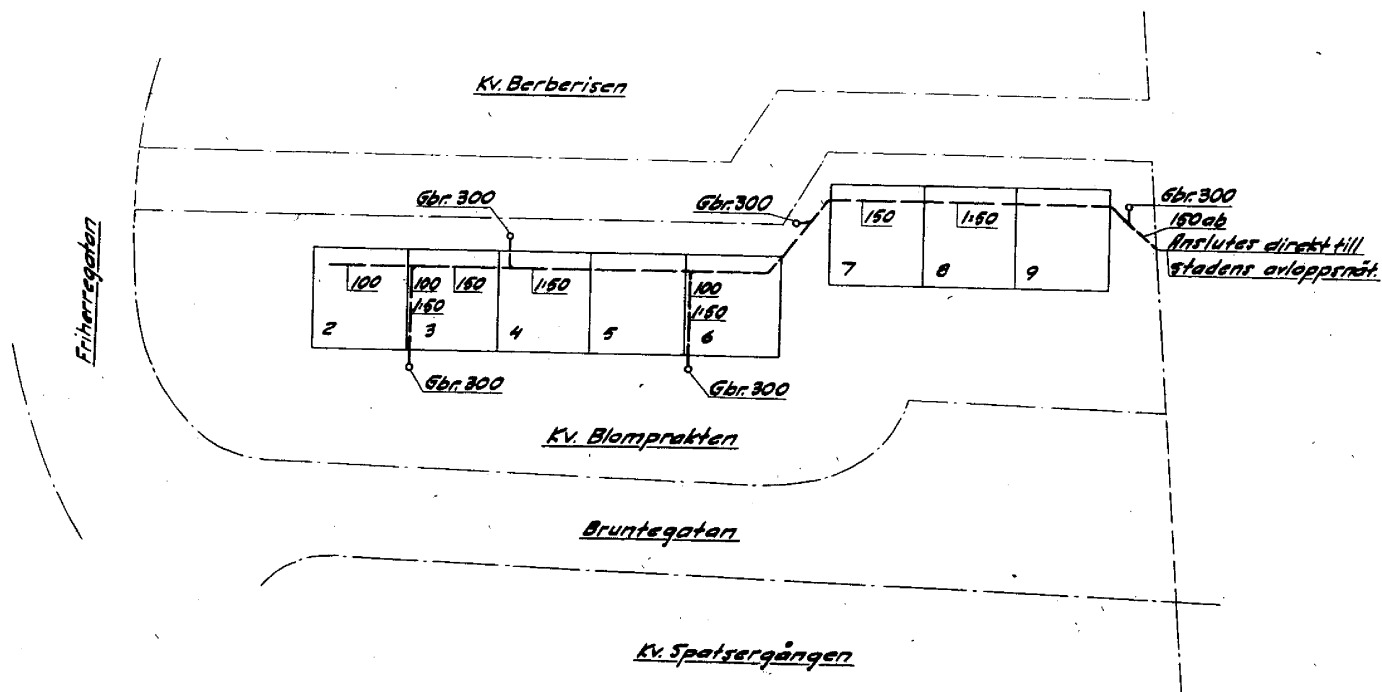 Kv. Berberisen
Gbr. 300
Gbr. 300
Gbr. 300
150 ab
Anslutes direkt till
stadens avloppsnät.
150
1:50
7
8
9
Friherregatan
100
100
1:50
150
1:50
100
1:50
2
3
4
5
6
Gbr. 300
Gbr. 300
Kv. Blomprakten
Bruntegatan
Kv. Spatsergången